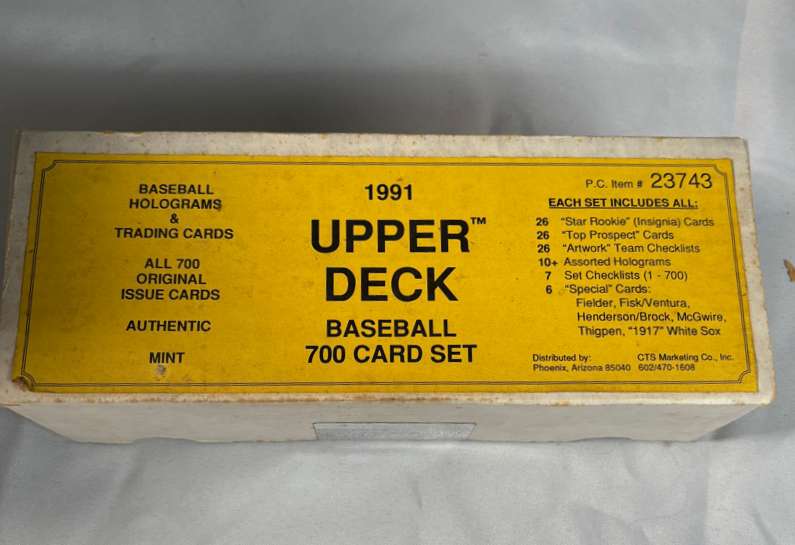 BASEBALL
HOLOGRAMS
&
TRADING CARDS
ALL 700
ORIGINAL
ISSUE CARDS
AUTHENTIC
MINT
1991
UPPER™
DECK
BASEBALL
700 CARD SET
P.C. Item # 23743
EACH SET INCLUDES ALL:
26 "Star Rookie" (Insignia) Cards
26 "Top Prospect" Cards
26 "Artwork" Team Checklists
10+ Assorted Holograms
7 Set Checklists (1 - 700)
6 "Special" Cards:
Fielder, Fisk/Ventura,
Henderson/Brock, McGwire,
Thigpen, "1917" White Sox
Distributed by: CTS Marketing Co., Inc.
Phoenix, Arizona 85040 602/470-1608